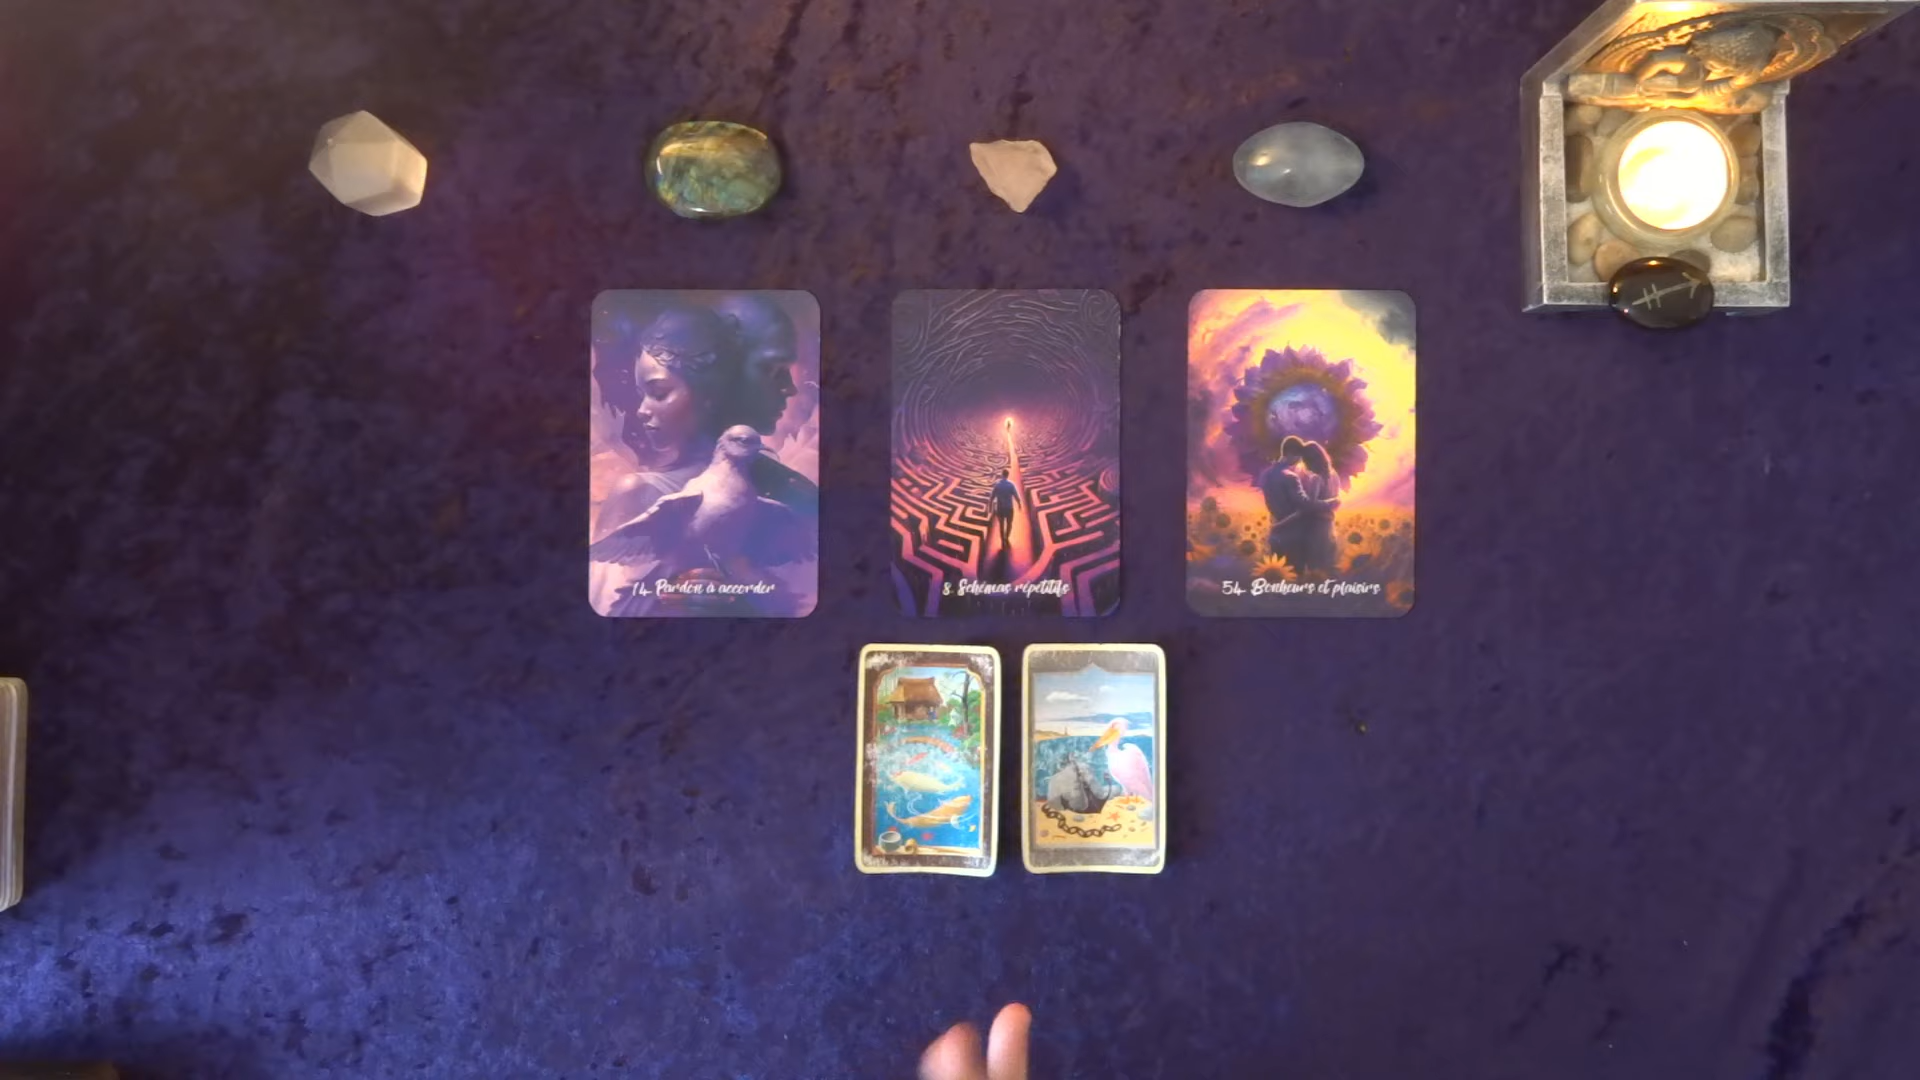 14 Pardon à accorder
8 Schémas répétitifs
54 Bonheurs et plaisirs